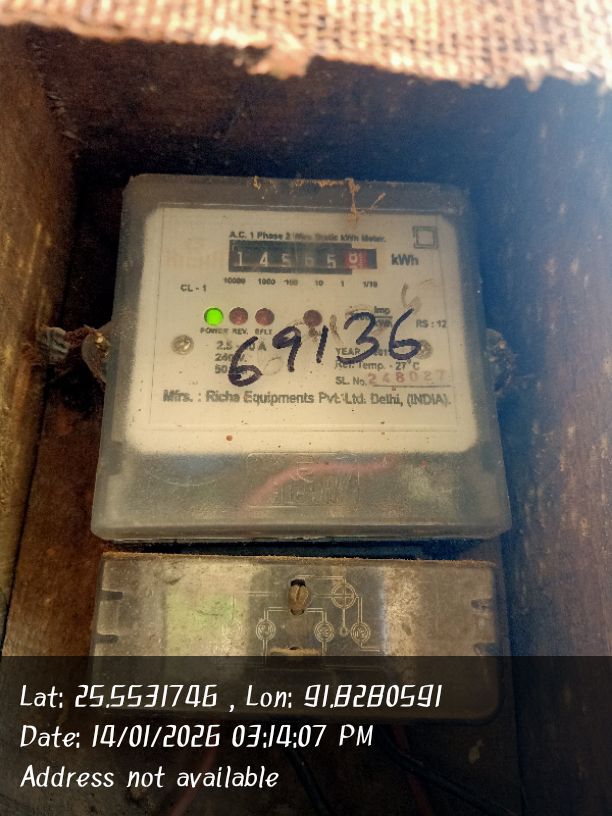 A.C. 1 Phase 2 Wire Static kWh Meter.
kWh
10000 1000 100 10 1 1/10
CL - 1
POWER REV. EFLT
RS : 12
69136
YEAR
Ref. Temp. - 27°C
SL. No. 248027
Mfrs. : Richa Equipments Pvt. Ltd. Delhi, (INDIA).
Lat: 25.5531746 , Lon: 91.8280591
Date: 14/01/2026 03:14:07 PM
Address not available